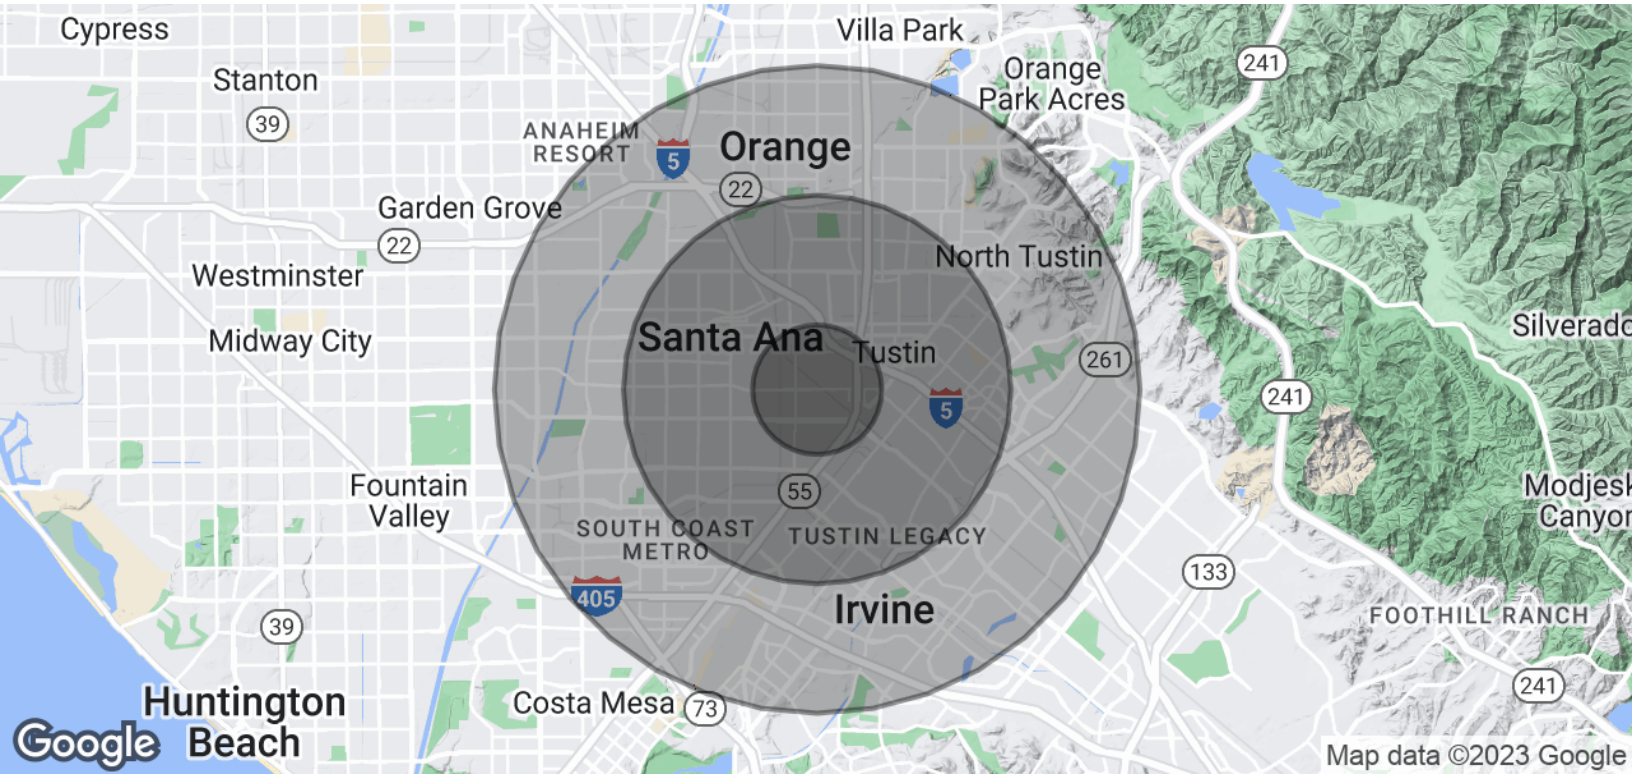 Cypress
Villa Park
Stanton
241
Orange
Park Acres
39
ANAHEIM
RESORT
5
Orange
22
Garden Grove
22
North Tustin
Westminster
Midway City
Santa Ana
Tustin
261
Silverado
241
5
Fountain
Valley
55
Modjesk
Canyon
SOUTH COAST
METRO
TUSTIN LEGACY
133
405
Irvine
FOOTHILL RANCH
39
241
Huntington
Beach
Costa Mesa
73
Google
Map data ©2023 Google